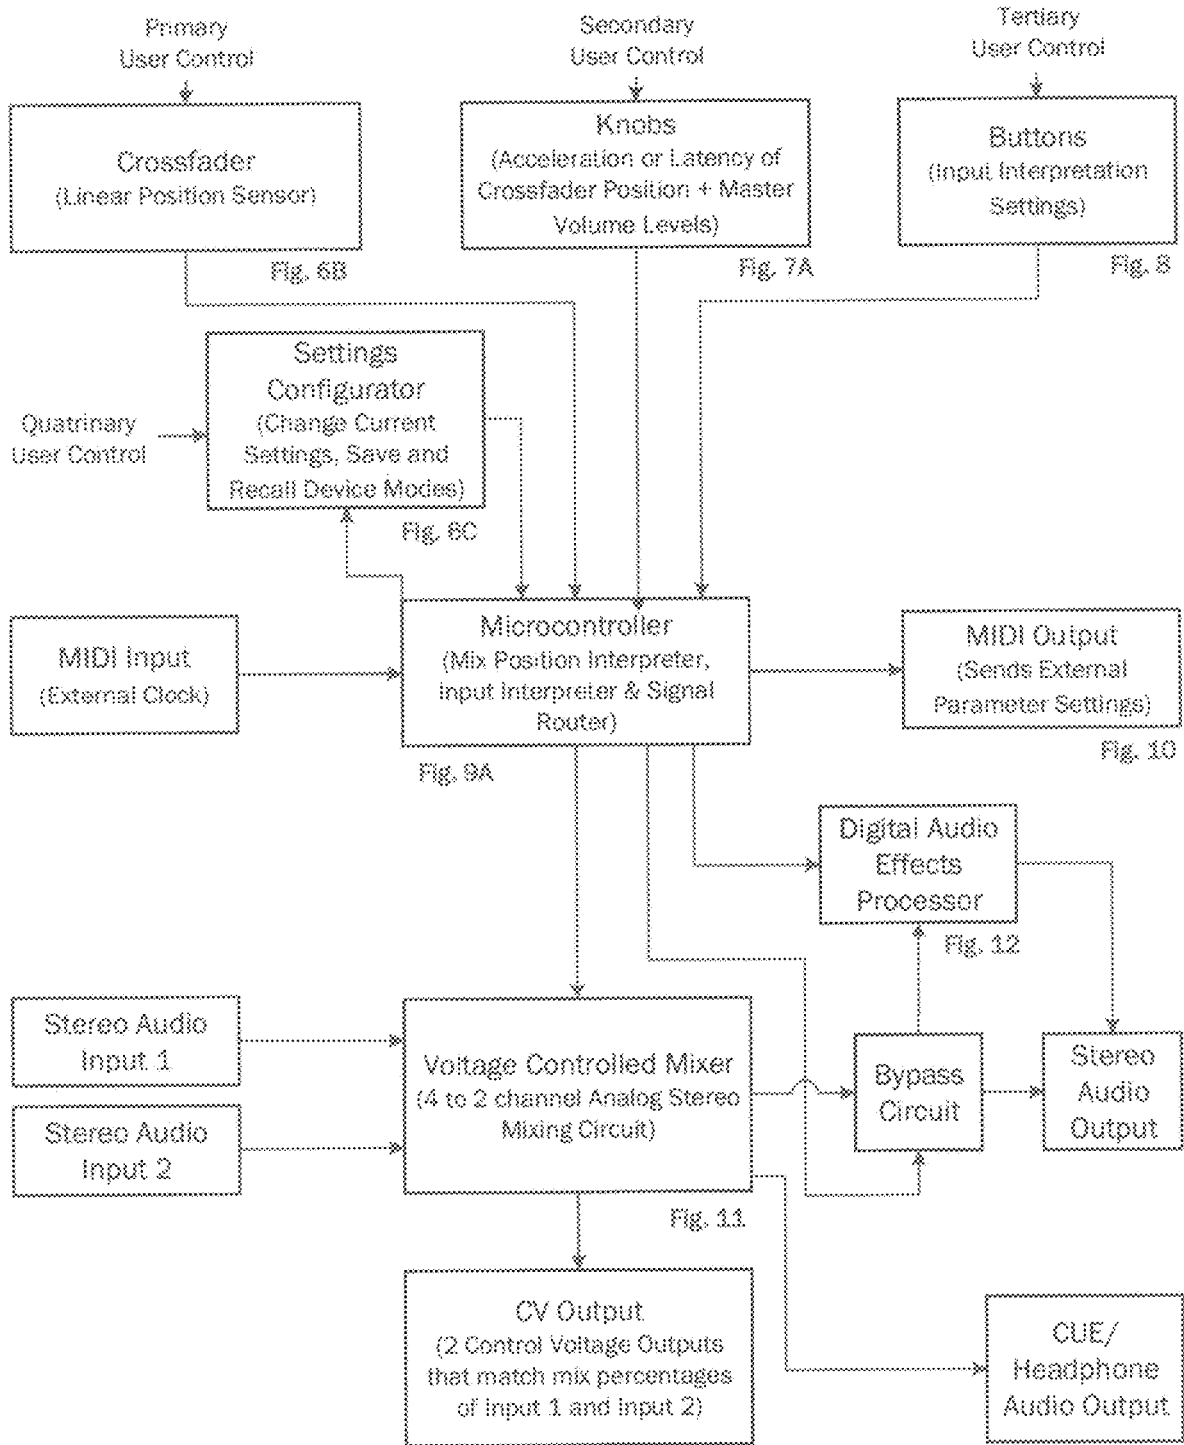 Primary
User Control
Secondary
User Control
Tertiary
User Control
Crossfader
(Linear Position Sensor)
Fig. 6B
Knobs
(Acceleration or Latency of
Crossfader Position + Master
Volume Levels)
Fig. 7A
Buttons
(Input Interpretation
Settings)
Fig. 8
Quatrinary
User Control
Settings
Configurator
(Change Current
Settings, Save and
Recall Device Modes)
Fig. 6C
MIDI Input
(External Clock)
Microcontroller
(Mix Position Interpreter,
Input Interpreter & Signal
Router)
Fig. 9A
MIDI Output
(Sends External
Parameter Settings)
Fig. 10
Digital Audio
Effects
Processor
Fig. 12
Stereo Audio
Input 1
Stereo Audio
Input 2
Voltage Controlled Mixer
(4 to 2 channel Analog Stereo
Mixing Circuit)
Fig. 11
Bypass
Circuit
Stereo
Audio
Output
CV Output
(2 Control Voltage Outputs
that match mix percentages
of Input 1 and Input 2)
CUE/
Headphone
Audio Output